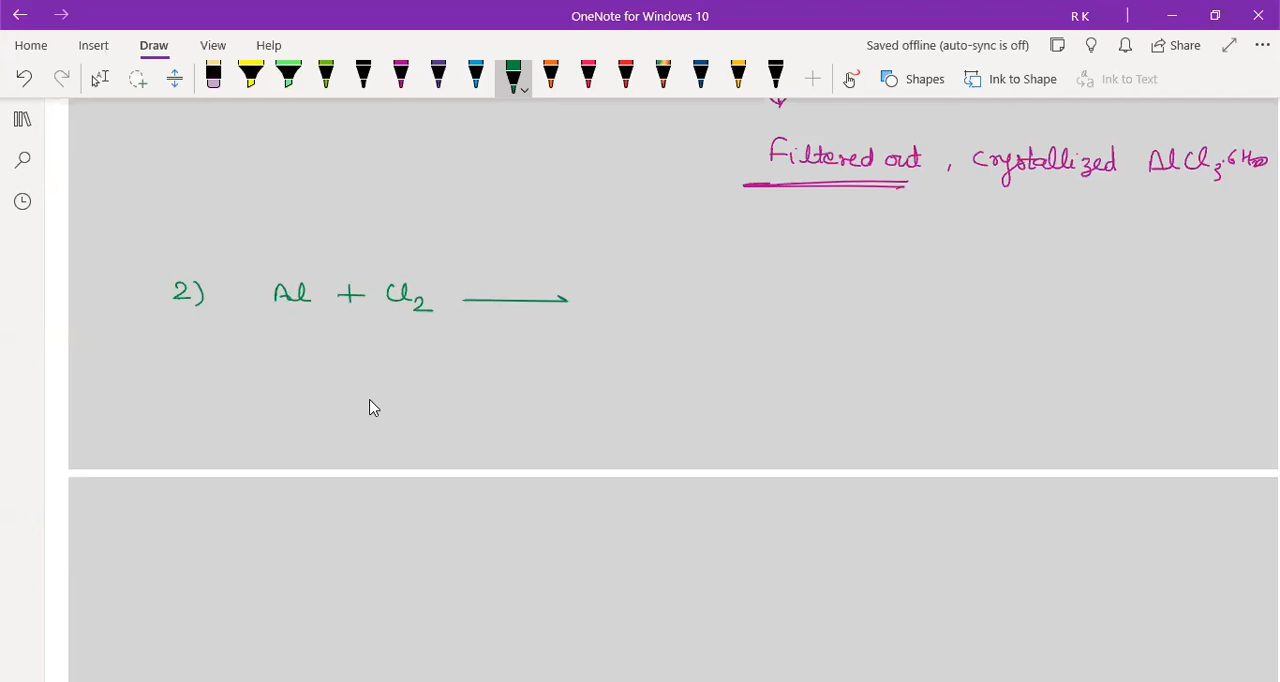 OneNote for Windows 10
R K
Home Insert Draw View Help
Saved offline (auto-sync is off) Share
Shapes Ink to Shape Ink to Text
Filtered out, Crystallized AlCl₃.6H₂O
2) Al + Cl₂ ⟶